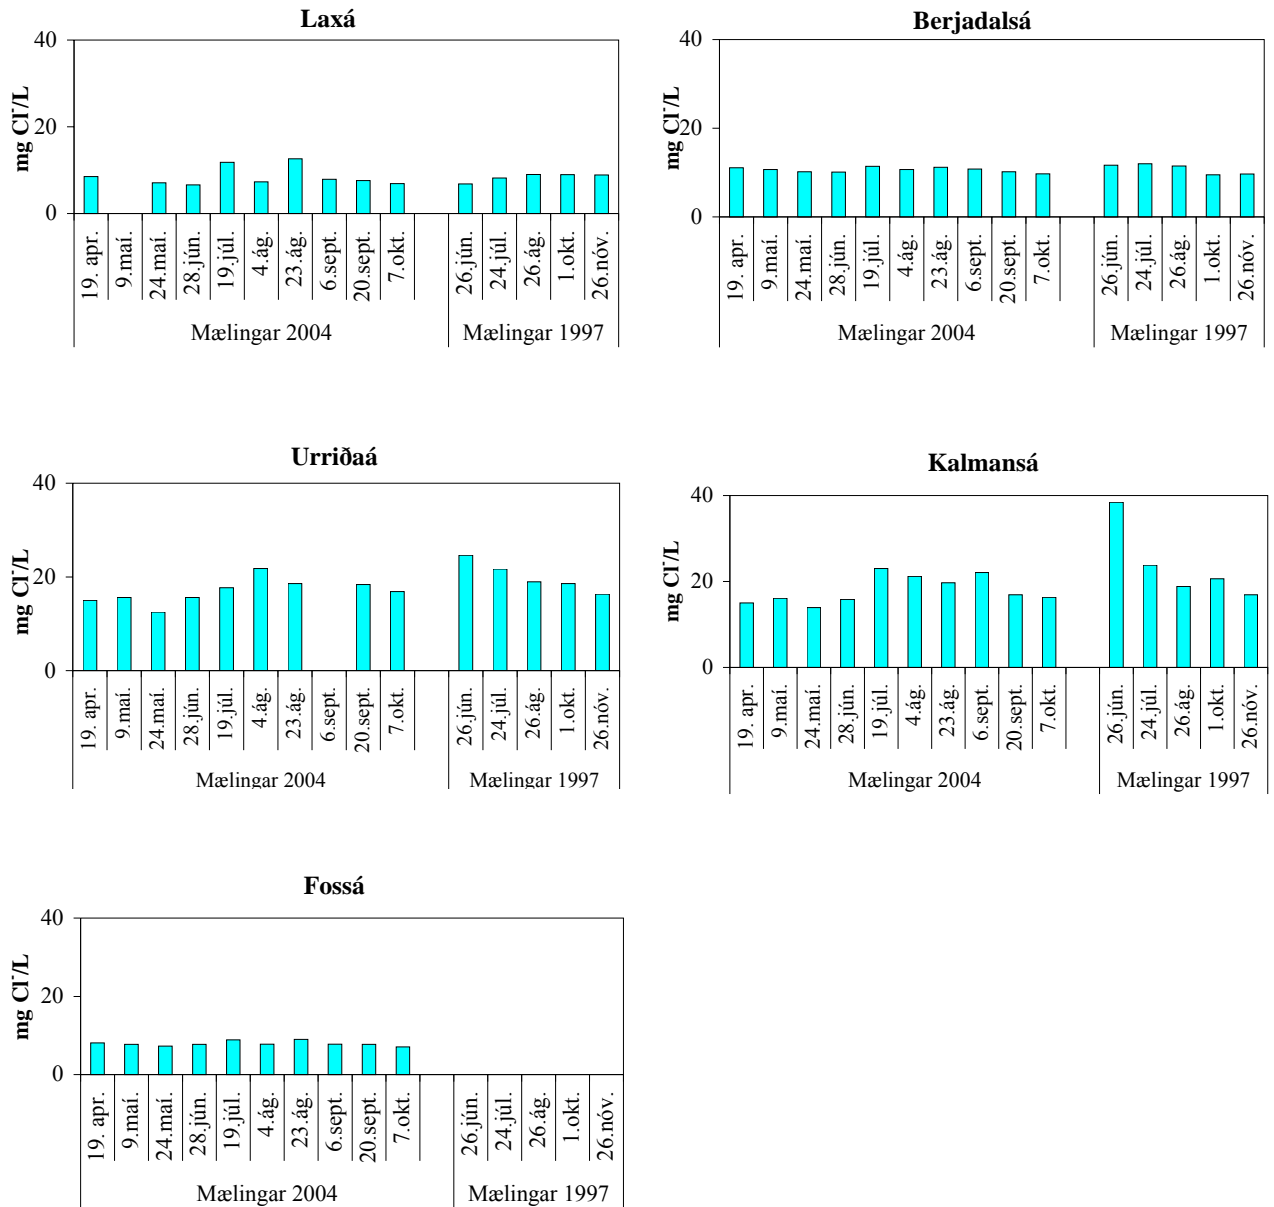 Laxá
mg Cl⁻/L
40
20
0
19. apr.
9.maí.
24.maí.
28.jún.
19.júl.
4.ág.
23.ág.
6.sept.
20.sept.
7.okt.
26.jún.
24.júl.
26.ág.
1.okt.
26.nóv.
Mælingar 2004
Mælingar 1997
Berjadalsá
mg Cl⁻/L
40
20
0
19. apr.
9.maí.
24.maí.
28.jún.
19.júl.
4.ág.
23.ág.
6.sept.
20.sept.
7.okt.
26.jún.
24.júl.
26.ág.
1.okt.
26.nóv.
Mælingar 2004
Mælingar 1997
Urriðaá
mg Cl⁻/L
40
20
0
19. apr.
9.maí.
24.maí.
28.jún.
19.júl.
4.ág.
23.ág.
6.sept.
20.sept.
7.okt.
26.jún.
24.júl.
26.ág.
1.okt.
26.nóv.
Mælingar 2004
Mælingar 1997
Kalmansá
mg Cl⁻/L
40
20
0
19. apr.
9.maí.
24.maí.
28.jún.
19.júl.
4.ág.
23.ág.
6.sept.
20.sept.
7.okt.
26.jún.
24.júl.
26.ág.
1.okt.
26.nóv.
Mælingar 2004
Mælingar 1997
Fossá
mg Cl⁻/L
40
20
0
19. apr.
9.maí.
24.maí.
28.jún.
19.júl.
4.ág.
23.ág.
6.sept.
20.sept.
7.okt.
26.jún.
24.júl.
26.ág.
1.okt.
26.nóv.
Mælingar 2004
Mælingar 1997